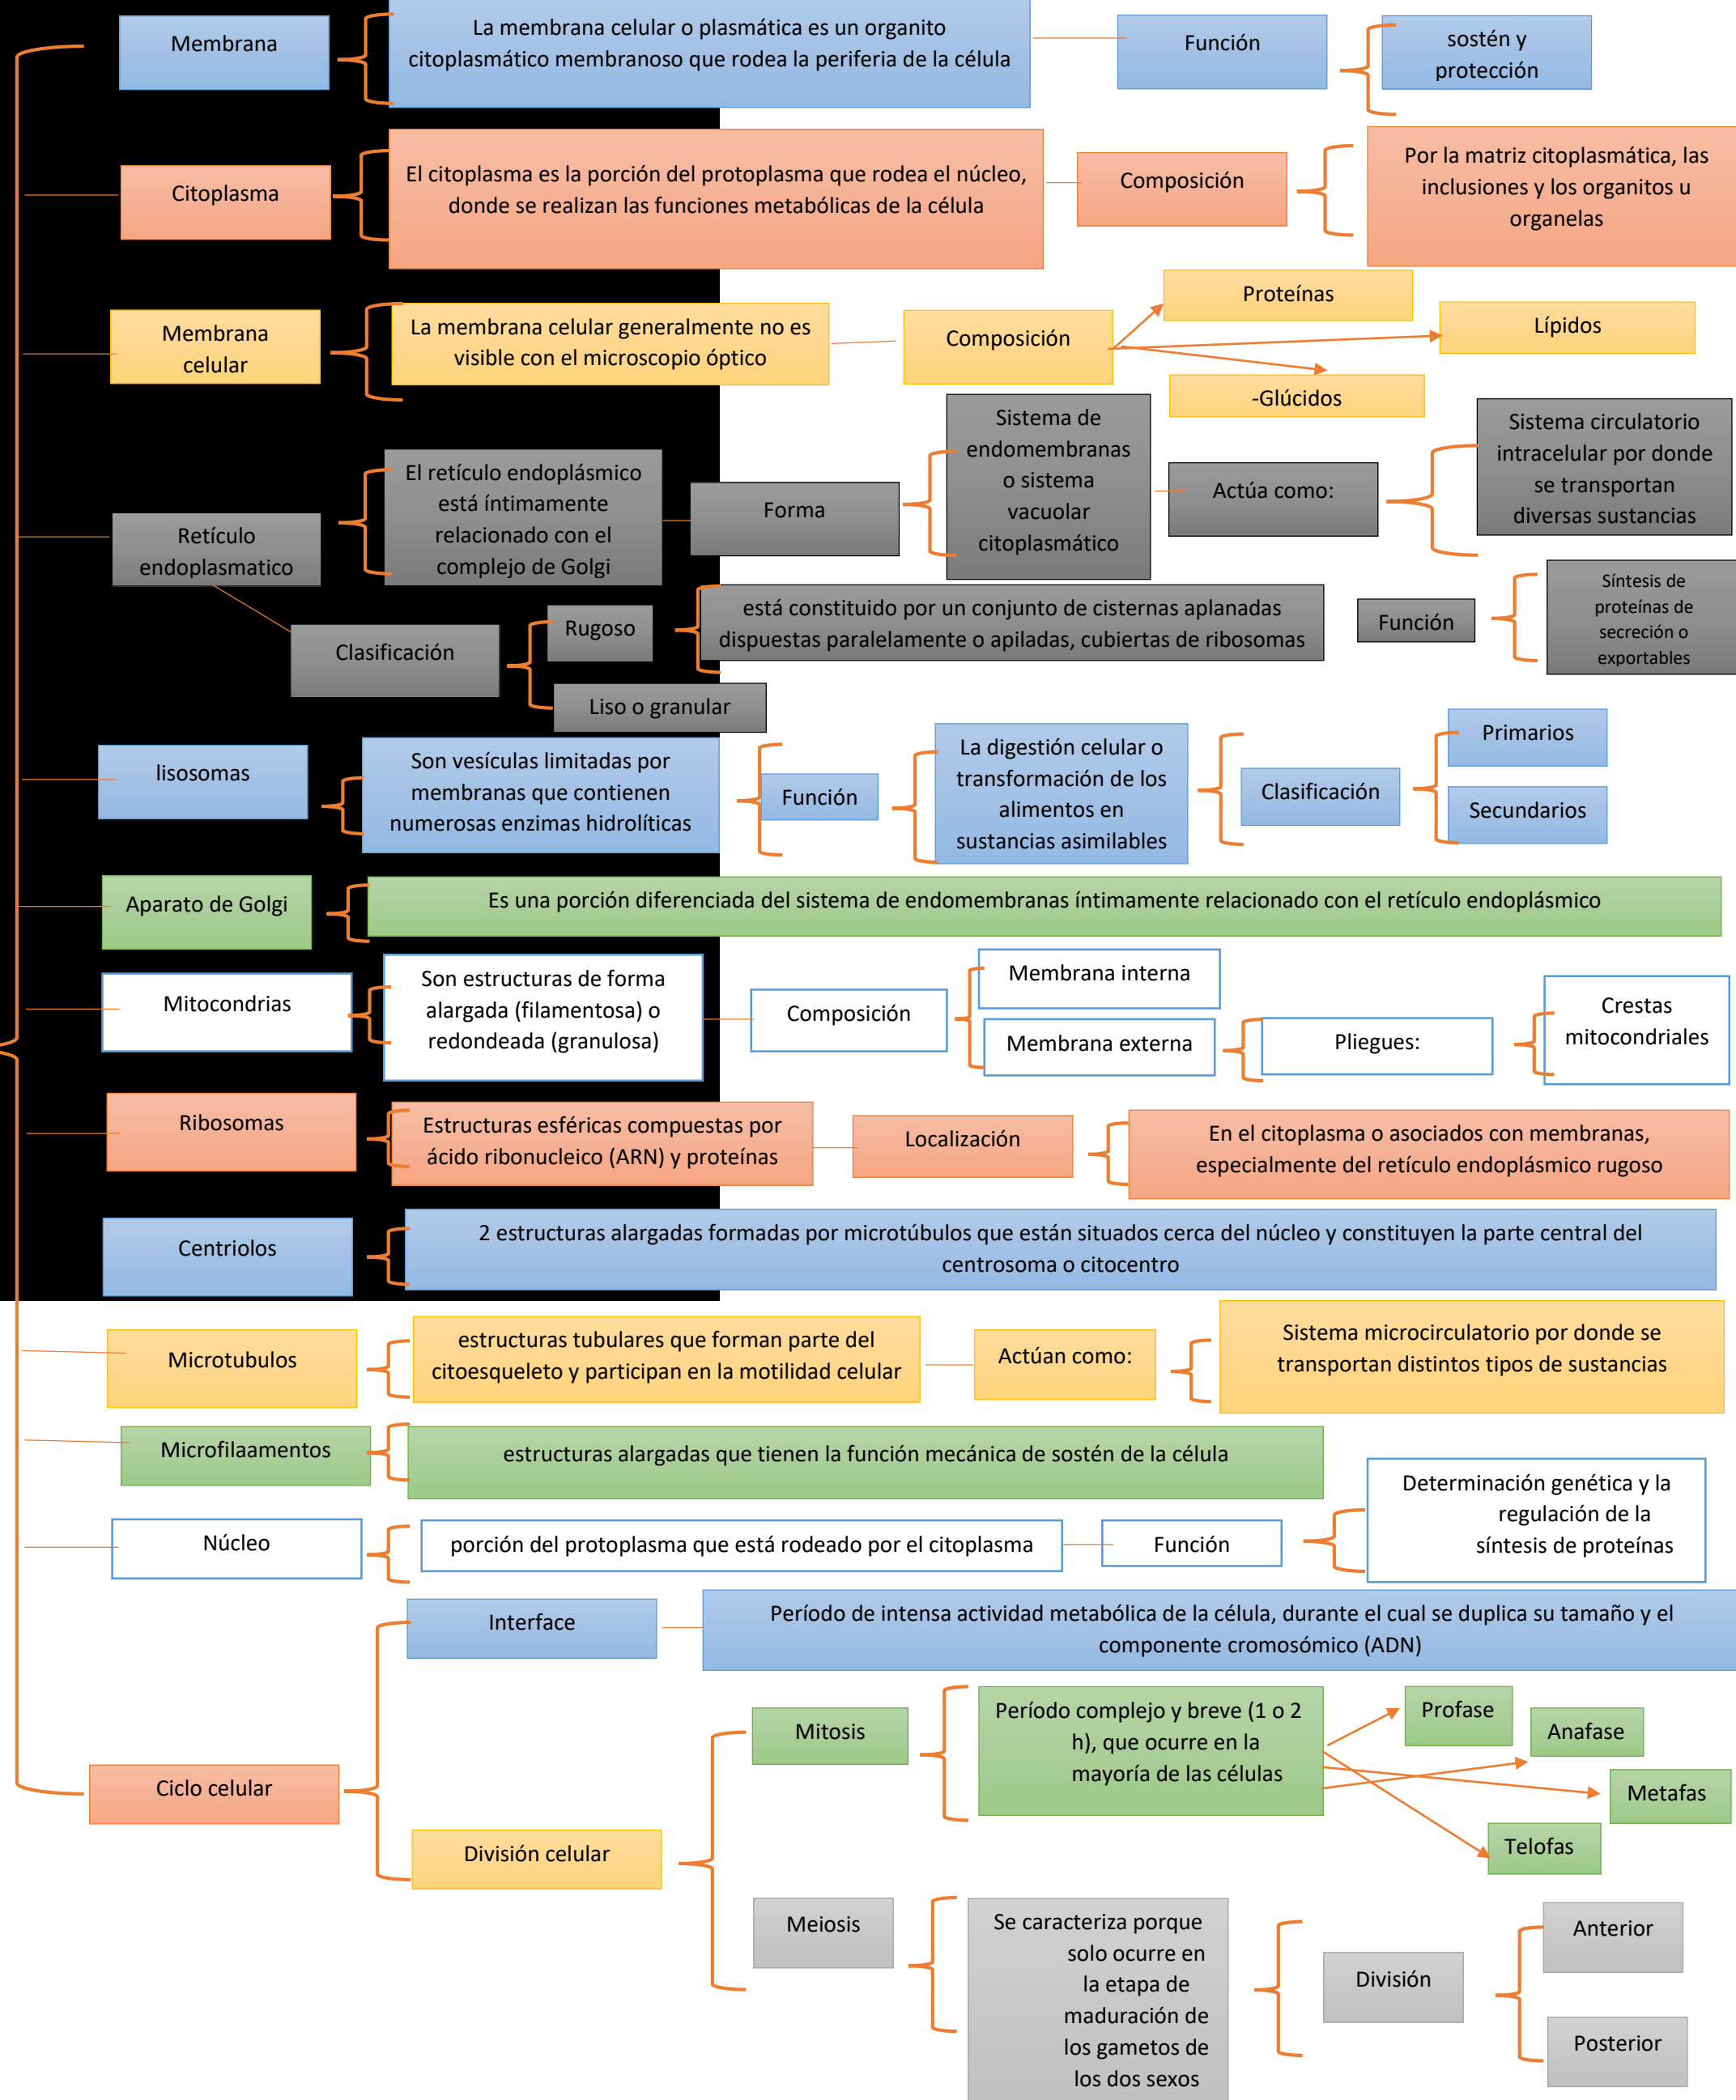 Membrana
La membrana celular o plasmática es un organito
citoplasmático membranoso que rodea la periferia de la célula
Función
sostén y
protección
Citoplasma
El citoplasma es la porción del protoplasma que rodea el núcleo,
donde se realizan las funciones metabólicas de la célula
Composición
Por la matriz citoplasmática, las
inclusiones y los organitos u
organelas
Membrana
celular
La membrana celular generalmente no es
visible con el microscopio óptico
Composición
Proteínas
Lípidos
-Glúcidos
Retículo
endoplasmatico
El retículo endoplásmico
está íntimamente
relacionado con el
complejo de Golgi
Forma
Sistema de
endomembranas
o sistema
vacuolar
citoplasmático
Actúa como:
Sistema circulatorio
intracelular por donde
se transportan
diversas sustancias
Clasificación
Rugoso
está constituido por un conjunto de cisternas aplanadas
dispuestas paralelamente o apiladas, cubiertas de ribosomas
Función
Síntesis de
proteínas de
secreción o
exportables
Liso o granular
lisosomas
Son vesículas limitadas por
membranas que contienen
numerosas enzimas hidrolíticas
Función
La digestión celular o
transformación de los
alimentos en
sustancias asimilables
Clasificación
Primarios
Secundarios
Aparato de Golgi
Es una porción diferenciada del sistema de endomembranas íntimamente relacionado con el retículo endoplásmico
Mitocondrias
Son estructuras de forma
alargada (filamentosa) o
redondeada (granulosa)
Composición
Membrana interna
Membrana externa
Pliegues:
Crestas
mitocondriales
Ribosomas
Estructuras esféricas compuestas por
ácido ribonucleico (ARN) y proteínas
Localización
En el citoplasma o asociados con membranas,
especialmente del retículo endoplásmico rugoso
Centriolos
2 estructuras alargadas formadas por microtúbulos que están situados cerca del núcleo y constituyen la parte central del
centrosoma o citocentro
Microtubulos
estructuras tubulares que forman parte del
citoesqueleto y participan en la motilidad celular
Actúan como:
Sistema microcirculatorio por donde se
transportan distintos tipos de sustancias
Microfilaamentos
estructuras alargadas que tienen la función mecánica de sostén de la célula
Núcleo
porción del protoplasma que está rodeado por el citoplasma
Función
Determinación genética y la
regulación de la
síntesis de proteínas
Ciclo celular
Interface
Período de intensa actividad metabólica de la célula, durante el cual se duplica su tamaño y el
componente cromosómico (ADN)
División celular
Mitosis
Período complejo y breve (1 o 2
h), que ocurre en la
mayoría de las células
Profase
Anafase
Metafas
Telofas
Meiosis
Se caracteriza porque
solo ocurre en
la etapa de
maduración de
los gametos de
los dos sexos
División
Anterior
Posterior